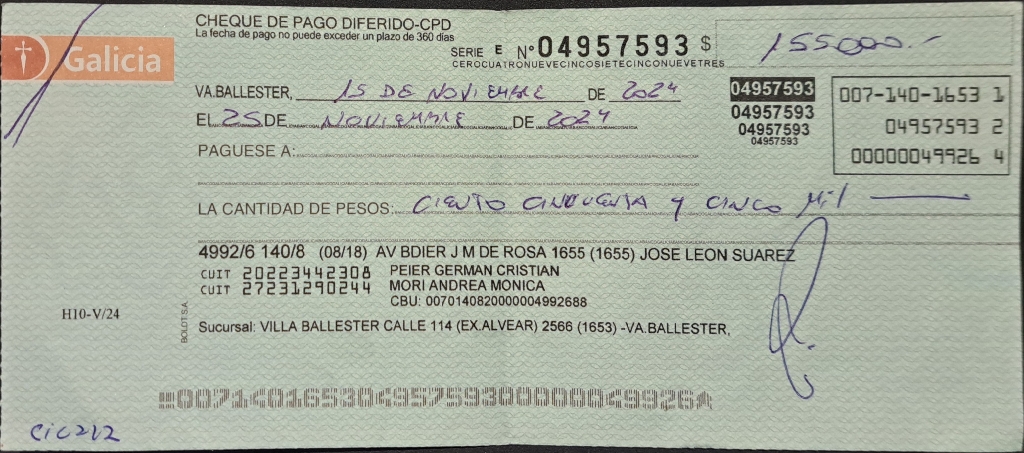 CHEQUE DE PAGO DIFERIDO-CPD
La fecha de pago no puede exceder un plazo de 360 días
Galicia
SERIE E Nº 04957593 $ 155000.-
CEROCUATRONUEVECINCOSIETECINCONUEVETRES
VA.BALLESTER, 15 DE NOVIEMBRE DE 2024
EL 25 DE NOVIEMBRE DE 2024
04957593
04957593
04957593
04957593
007-140-1653 1
04957593 2
00000049926 4
PAGUESE A:
LA CANTIDAD DE PESOS: CIENTO CINCUENTA Y CINCO MIL
4992/6 140/8 (08/18) AV BDIER J M DE ROSA 1655 (1655) JOSE LEON SUAREZ
CUIT 20223442308 PEIER GERMAN CRISTIAN
CUIT 27231290244 MORI ANDREA MONICA
CBU: 0070140820000004992688
Sucursal: VILLA BALLESTER CALLE 114 (EX.ALVEAR) 2566 (1653) -VA.BALLESTER,
H10-V/24
BOLDT S.A.
00714016530495759300000049926
CIC212